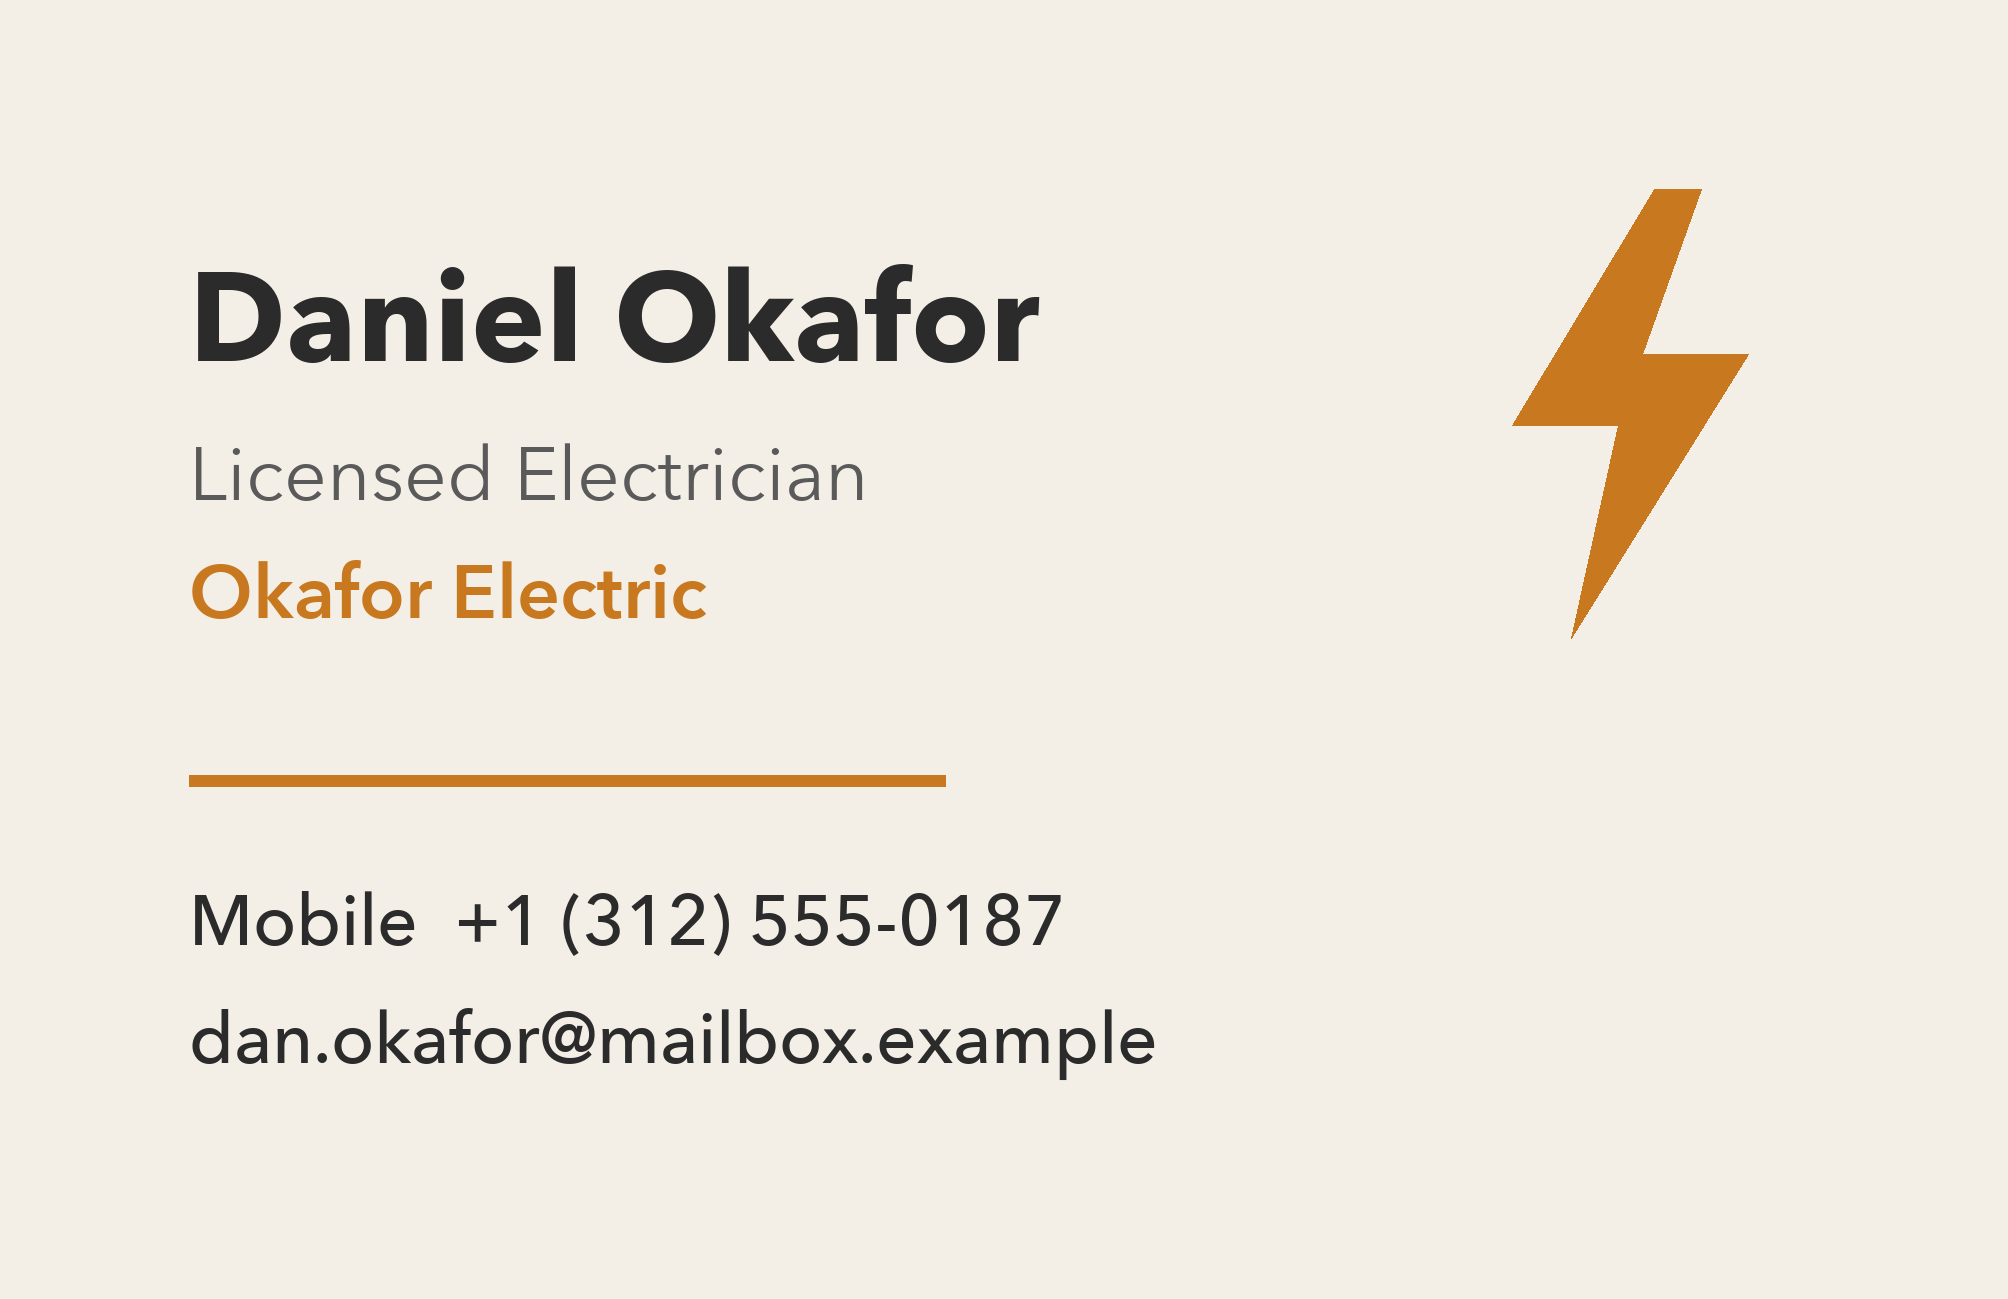 Daniel Okafor
Licensed Electrician
Okafor Electric
Mobile +1 (312) 555-0187
dan.okafor@mailbox.example